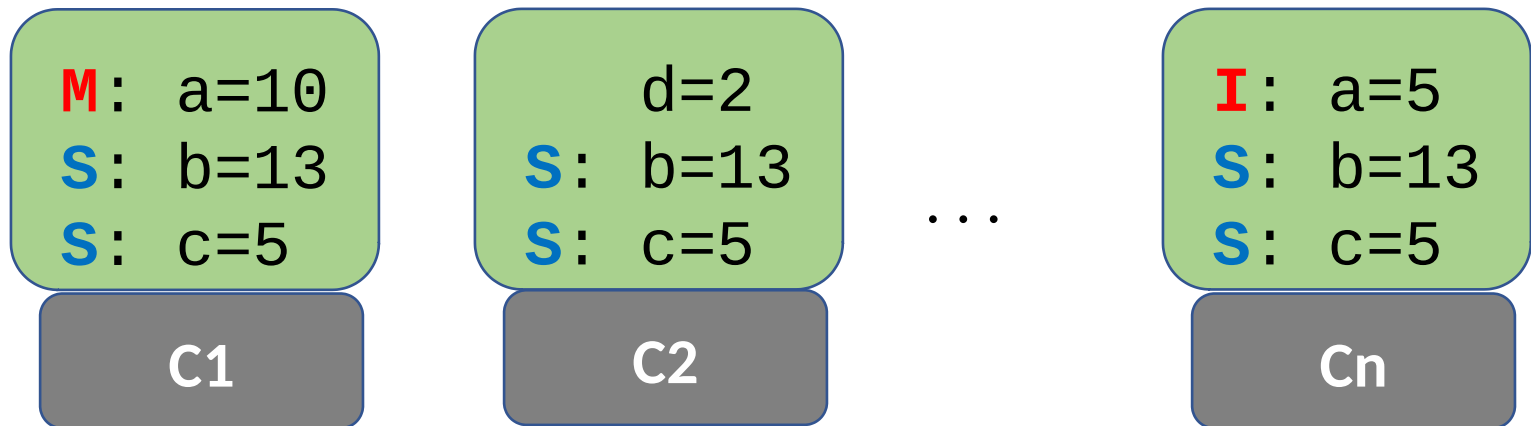 M: a=10
S: b=13
S: c=5
C1
d=2
S: b=13
S: c=5
C2
...
I: a=5
S: b=13
S: c=5
Cn